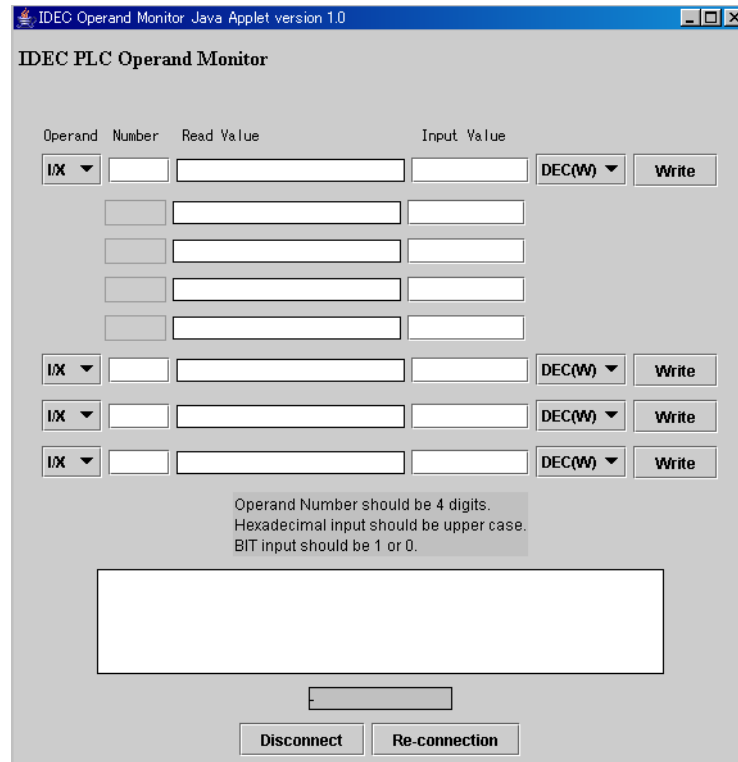 IDEC Operand Monitor Java Applet version 1.0
IDEC PLC Operand Monitor
Operand Number Read Value Input Value
I/X DEC(W) Write
I/X DEC(W) Write
I/X DEC(W) Write
I/X DEC(W) Write
Operand Number should be 4 digits.
Hexadecimal input should be upper case.
BIT input should be 1 or 0.
-
Disconnect Re-connection